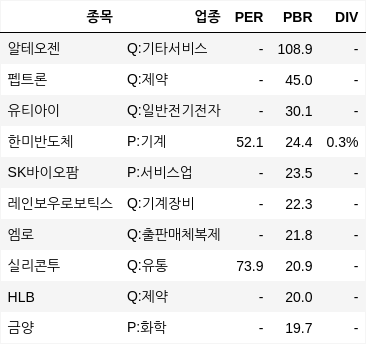 종목 업종 PER PBR DIV
알테오젠 Q:기타서비스 - 108.9 -
펩트론 Q:제약 - 45.0 -
유티아이 Q:일반전기전자 - 30.1 -
한미반도체 P:기계 52.1 24.4 0.3%
SK바이오팜 P:서비스업 - 23.5 -
레인보우로보틱스 Q:기계장비 - 22.3 -
엠로 Q:출판매체복제 - 21.8 -
실리콘투 Q:유통 73.9 20.9 -
HLB Q:제약 - 20.0 -
금양 P:화학 - 19.7 -